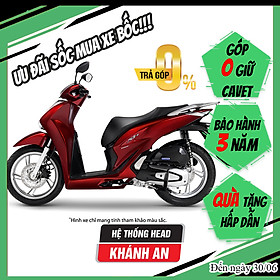 ƯU ĐÃI SỐC MUA XE BỐC!!!
TRẢ GÓP
0%
GÓP
0 GIỮ
CAVET
BẢO HÀNH
3 NĂM
QUÀ TẶNG
HẤP DẪN
*Hình xe chỉ mang tính tham khảo màu sắc.
HỆ THỐNG HEAD
KHÁNH AN
Đến ngày 30.06